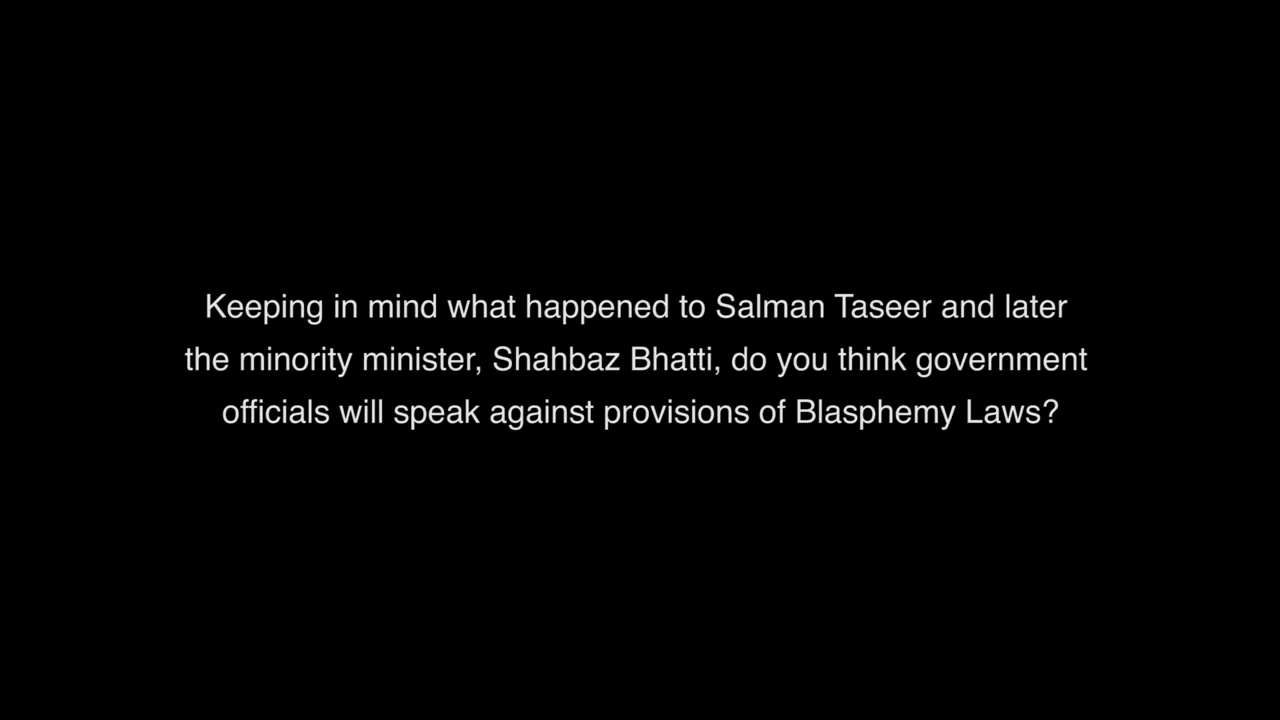 Keeping in mind what happened to Salman Taseer and later
the minority minister, Shahbaz Bhatti, do you think government
officials will speak against provisions of Blasphemy Laws?